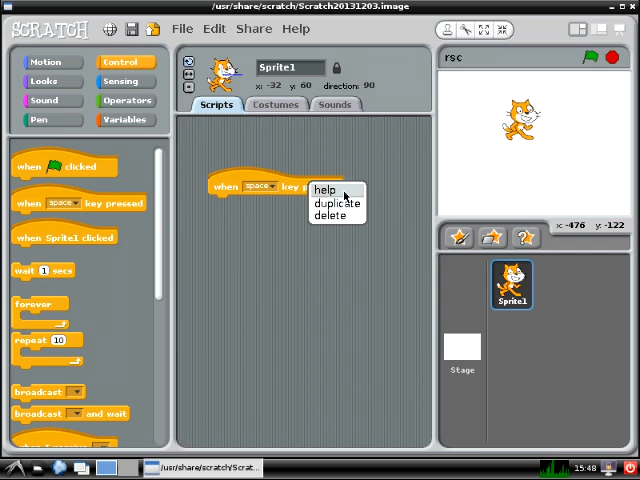 /usr/share/scratch/Scratch20131203.image
SCRATCH
File Edit Share Help
Motion Control
Looks Sensing
Sound Operators
Pen Variables
when clicked
when space key pressed
when Sprite1 clicked
wait 1 secs
forever
repeat 10
broadcast
broadcast and wait
Sprite1
x: -32 y: 60 direction: 90
Scripts Costumes Sounds
when space key p
help
duplicate
delete
rsc
x: -476 y: -122
Sprite1
Stage
/usr/share/scratch/Scrat...
15:48